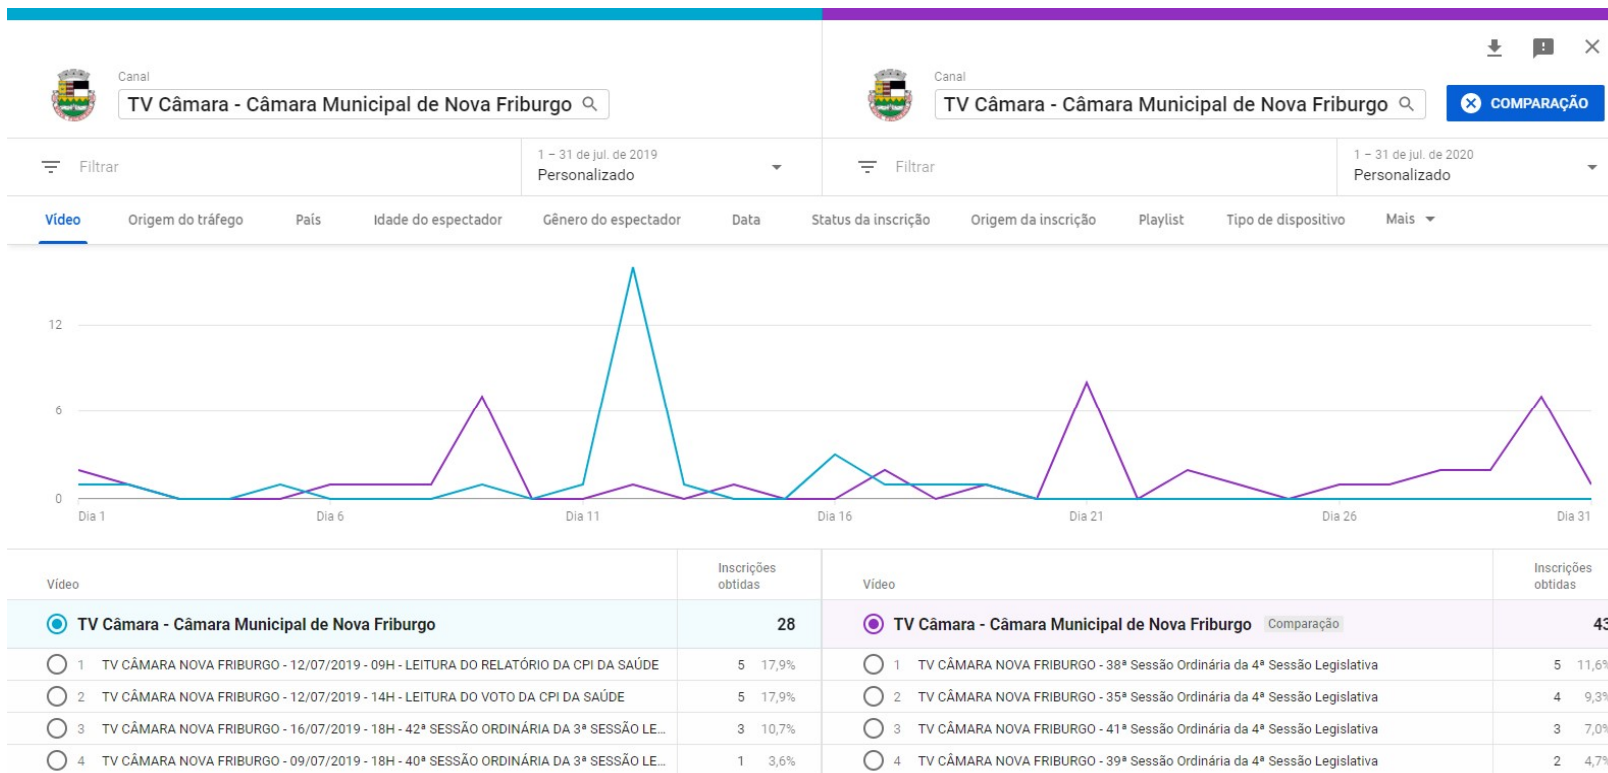 Canal
TV Câmara - Câmara Municipal de Nova Friburgo
Canal
TV Câmara - Câmara Municipal de Nova Friburgo
COMPARAÇÃO
Filtrar
1 – 31 de jul. de 2019
Personalizado
Filtrar
1 – 31 de jul. de 2020
Personalizado
Vídeo Origem do tráfego País Idade do espectador Gênero do espectador Data Status da inscrição Origem da inscrição Playlist Tipo de dispositivo Mais
12
6
0
Dia 1 Dia 6 Dia 11 Dia 16 Dia 21 Dia 26 Dia 31
Vídeo Inscrições obtidas
TV Câmara - Câmara Municipal de Nova Friburgo 28
1 TV CÂMARA NOVA FRIBURGO - 12/07/2019 - 09H - LEITURA DO RELATÓRIO DA CPI DA SAÚDE 5 17,9%
2 TV CÂMARA NOVA FRIBURGO - 12/07/2019 - 14H - LEITURA DO VOTO DA CPI DA SAÚDE 5 17,9%
3 TV CÂMARA NOVA FRIBURGO - 16/07/2019 - 18H - 42ª SESSÃO ORDINÁRIA DA 3ª SESSÃO LE... 3 10,7%
4 TV CÂMARA NOVA FRIBURGO - 09/07/2019 - 18H - 40ª SESSÃO ORDINÁRIA DA 3ª SESSÃO LE... 1 3,6%
Vídeo Inscrições obtidas
TV Câmara - Câmara Municipal de Nova Friburgo Comparação 43
1 TV CÂMARA NOVA FRIBURGO - 38ª Sessão Ordinária da 4ª Sessão Legislativa 5 11,6%
2 TV CÂMARA NOVA FRIBURGO - 35ª Sessão Ordinária da 4ª Sessão Legislativa 4 9,3%
3 TV CÂMARA NOVA FRIBURGO - 41ª Sessão Ordinária da 4ª Sessão Legislativa 3 7,0%
4 TV CÂMARA NOVA FRIBURGO - 39ª Sessão Ordinária da 4ª Sessão Legislativa 2 4,7%